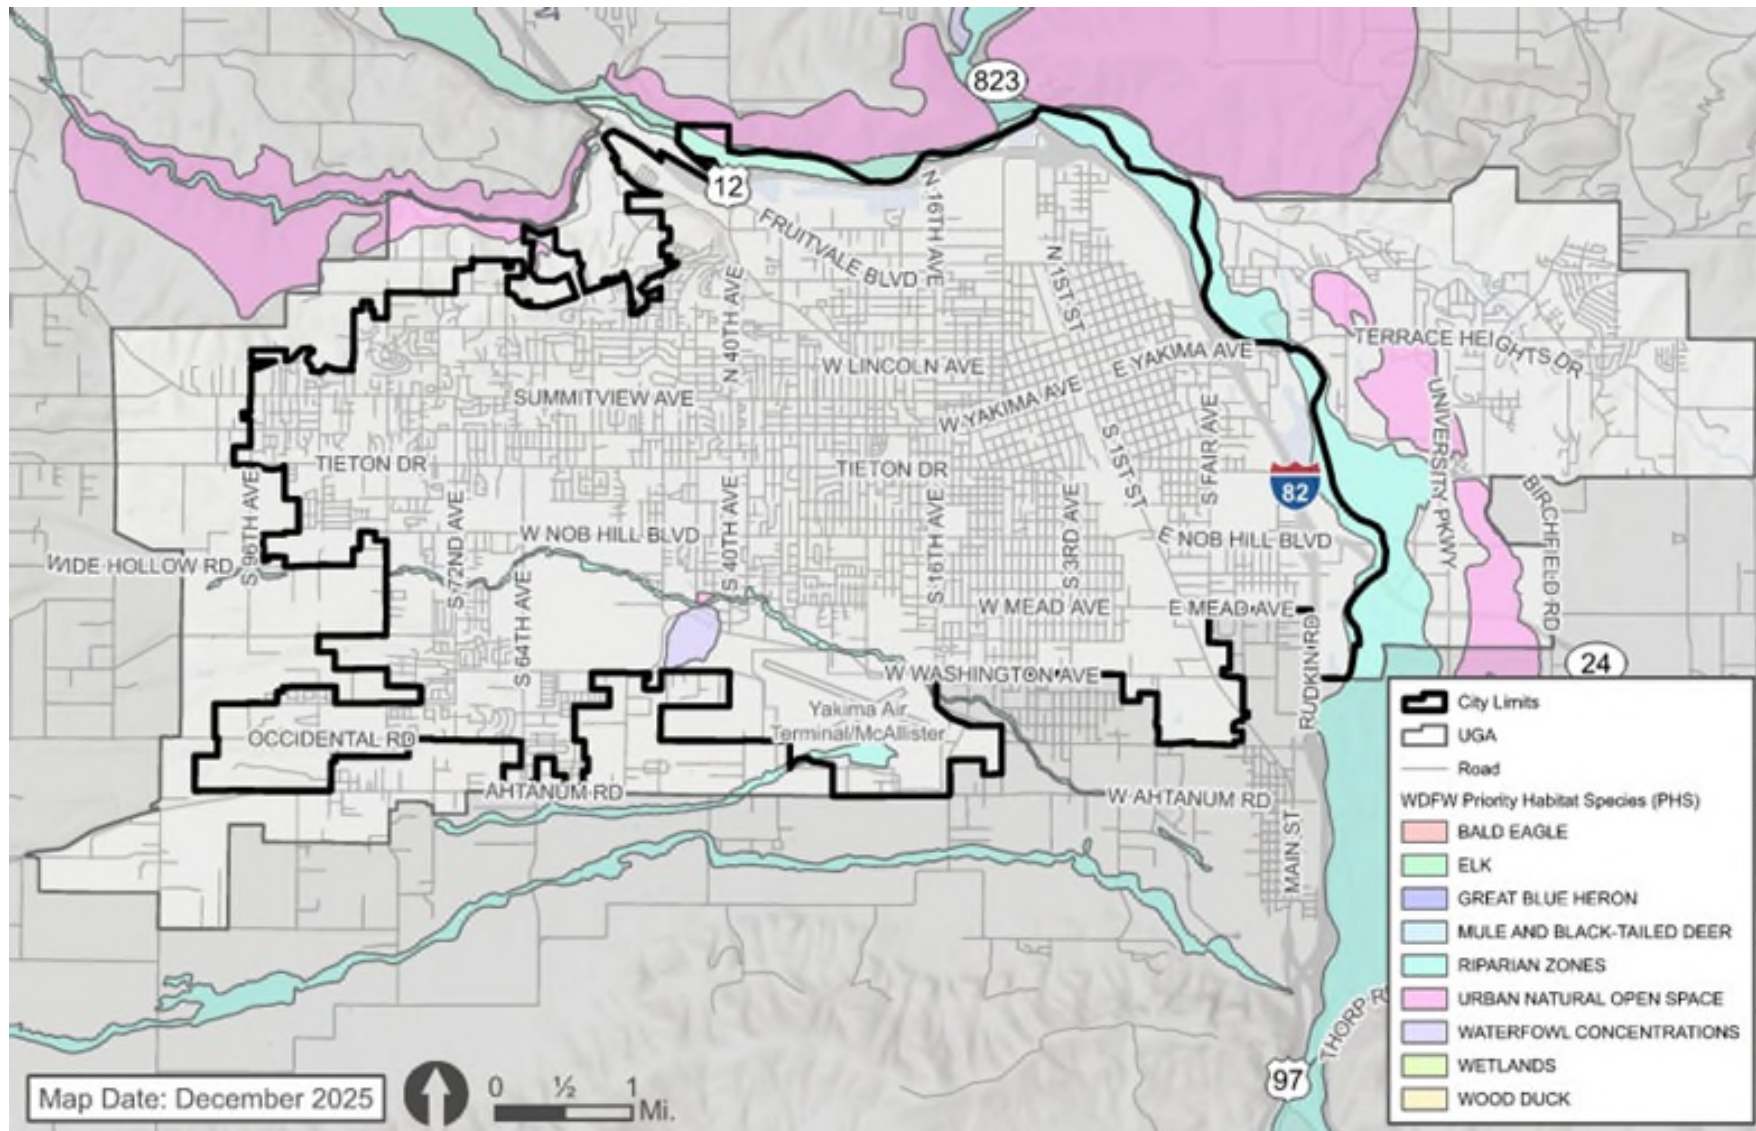 823
12
FRUITVALE BLVD
N 16TH AVE
N 1ST ST
N 40TH AVE
TERRACE HEIGHTS DR
W LINCOLN AVE
E YAKIMA AVE
SUMMITVIEW AVE
W YAKIMA AVE
UNIVERSITY PKWY
S FAIR AVE
S 1ST ST
TIETON DR
TIETON DR
82
BIRCHFIELD RD
S 96TH AVE
S 72ND AVE
W NOB HILL BLVD
S 40TH AVE
S 16TH AVE
S 3RD AVE
E NOB HILL BLVD
WIDE HOLLOW RD
S 64TH AVE
W MEAD AVE
E MEAD AVE
RUDKIN RD
24
W WASHINGTON AVE
Yakima Air
Terminal/McAllister
OCCIDENTAL RD
AHTANUM RD
W AHTANUM RD
MAIN ST
THORP R
97
City Limits
UGA
Road
WDFW Priority Habitat Species (PHS)
BALD EAGLE
ELK
GREAT BLUE HERON
MULE AND BLACK-TAILED DEER
RIPARIAN ZONES
URBAN NATURAL OPEN SPACE
WATERFOWL CONCENTRATIONS
WETLANDS
WOOD DUCK
Map Date: December 2025
0 ½ 1
Mi.